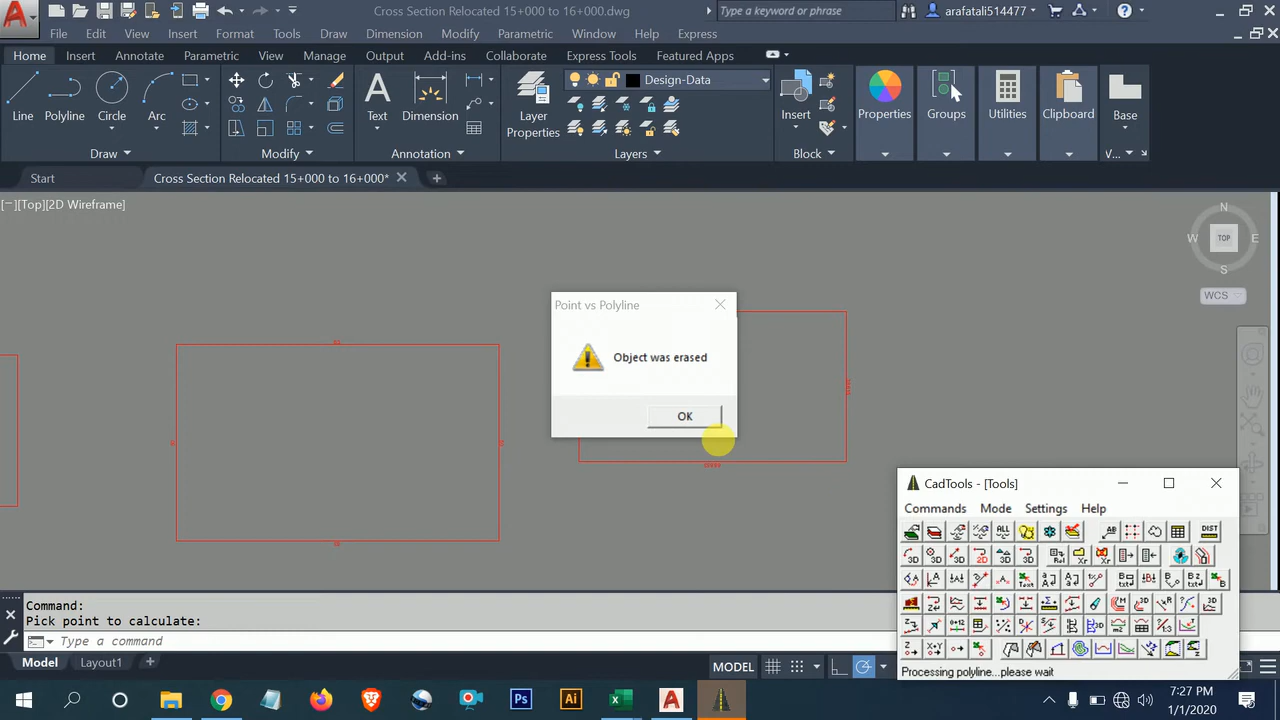 Cross Section Relocated 15+000 to 16+000.dwg
Type a keyword or phrase
arafatali514477
File Edit View Insert Format Tools Draw Dimension Modify Parametric Window Help Express
Home Insert Annotate Parametric View Manage Output Add-ins Collaborate Express Tools Featured Apps
Design-Data
Line Polyline Circle Arc Text Dimension Layer Properties Insert Properties Groups Utilities Clipboard Base
Draw Modify Annotation Layers Block V...
Start Cross Section Relocated 15+000 to 16+000*
[−][Top][2D Wireframe]
N
W TOP E
S
WCS
Point vs Polyline
Object was erased
OK
CadTools - [Tools]
Commands Mode Settings Help
Processing polyline...please wait
Command:
Pick point to calculate:
Type a command
Model Layout1
MODEL
7:27 PM
1/1/2020